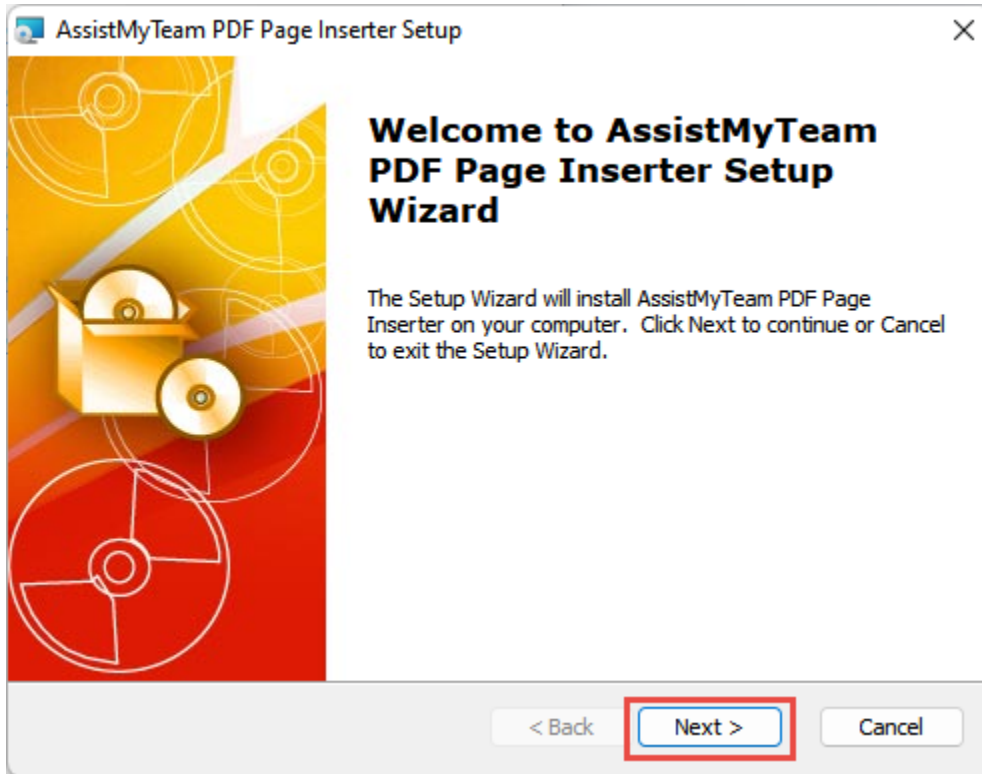 AssistMyTeam PDF Page Inserter Setup
Welcome to AssistMyTeam
PDF Page Inserter Setup
Wizard
The Setup Wizard will install AssistMyTeam PDF Page
Inserter on your computer. Click Next to continue or Cancel
to exit the Setup Wizard.
< Back Next > Cancel